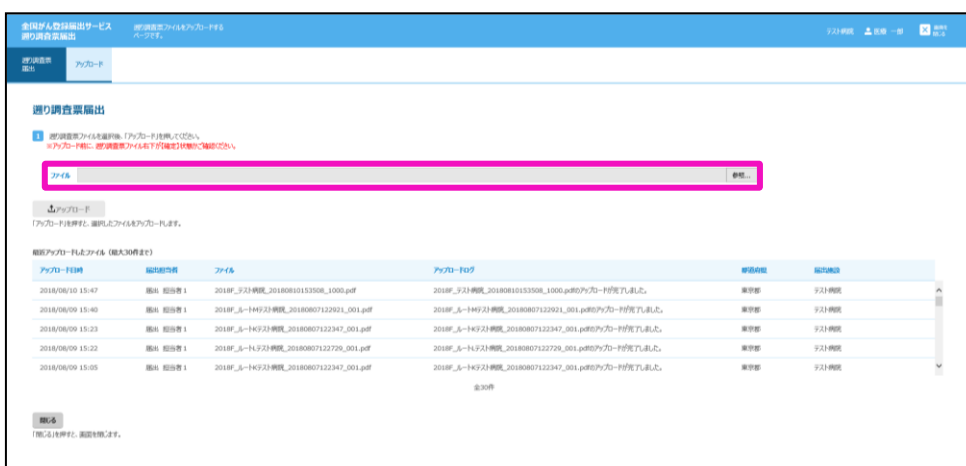 全国がん登録届出サービス
遡り調査票届出
遡り調査票ファイルをアップロードする
ページです。
テスト病院 医療 一郎 画面を
閉じる
遡り調査票
届出
アップロード
遡り調査票届出
1 遡り調査票ファイルを選択後、「アップロード」を押してください。
※アップロード前に、遡り調査票ファイル右下が【確定】状態かご確認ください。
ファイル 参照...
アップロード
「アップロード」を押すと、選択したファイルをアップロードします。
最近アップロードしたファイル（最大30件まで）
アップロード日時 届出担当者 ファイル アップロードログ 都道府県 届出施設
2018/08/10 15:47 届出 担当者1 2018F_テスト病院_20180810153508_1000.pdf 2018F_テスト病院_20180810153508_1000.pdfのアップロードが完了しました。 東京都 テスト病院
2018/08/09 15:40 届出 担当者1 2018F_ルートMテスト病院_20180807122921_001.pdf 2018F_ルートMテスト病院_20180807122921_001.pdfのアップロードが完了しました。 東京都 テスト病院
2018/08/09 15:23 届出 担当者1 2018F_ルートKテスト病院_20180807122347_001.pdf 2018F_ルートKテスト病院_20180807122347_001.pdfのアップロードが完了しました。 東京都 テスト病院
2018/08/09 15:22 届出 担当者1 2018F_ルートLテスト病院_20180807122729_001.pdf 2018F_ルートLテスト病院_20180807122729_001.pdfのアップロードが完了しました。 東京都 テスト病院
2018/08/09 15:05 届出 担当者1 2018F_ルートKテスト病院_20180807122347_001.pdf 2018F_ルートKテスト病院_20180807122347_001.pdfのアップロードが完了しました。 東京都 テスト病院
全30件
閉じる
「閉じる」を押すと、画面を閉じます。